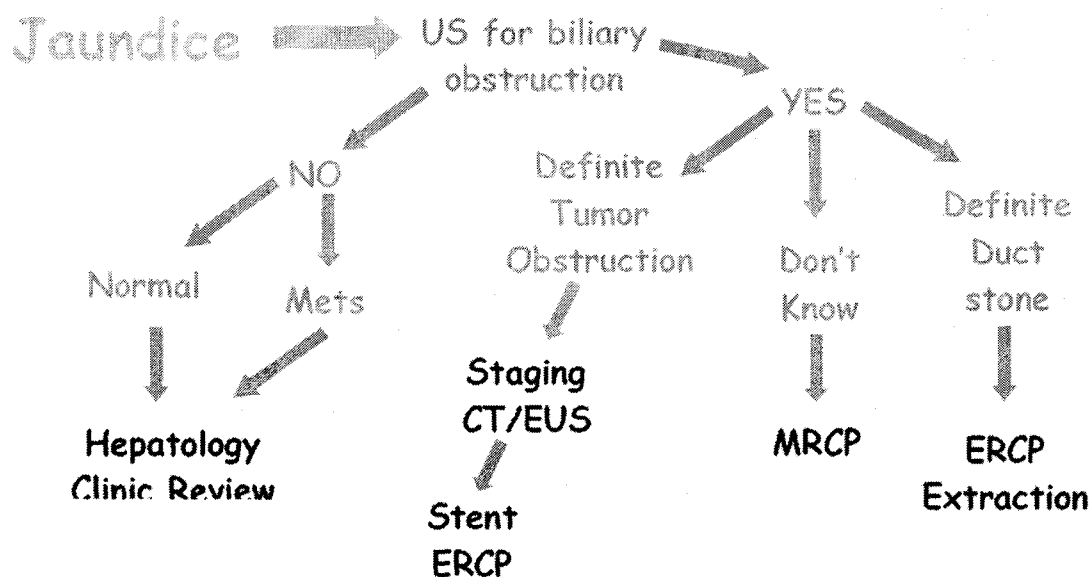 Jaundice
US for biliary
obstruction
YES
NO
Definite
Tumor
Obstruction
Definite
Duct
stone
Don't
Know
Normal
Mets
Staging
CT/EUS
Hepatology
Clinic Review
MRCP
ERCP
Extraction
Stent
ERCP